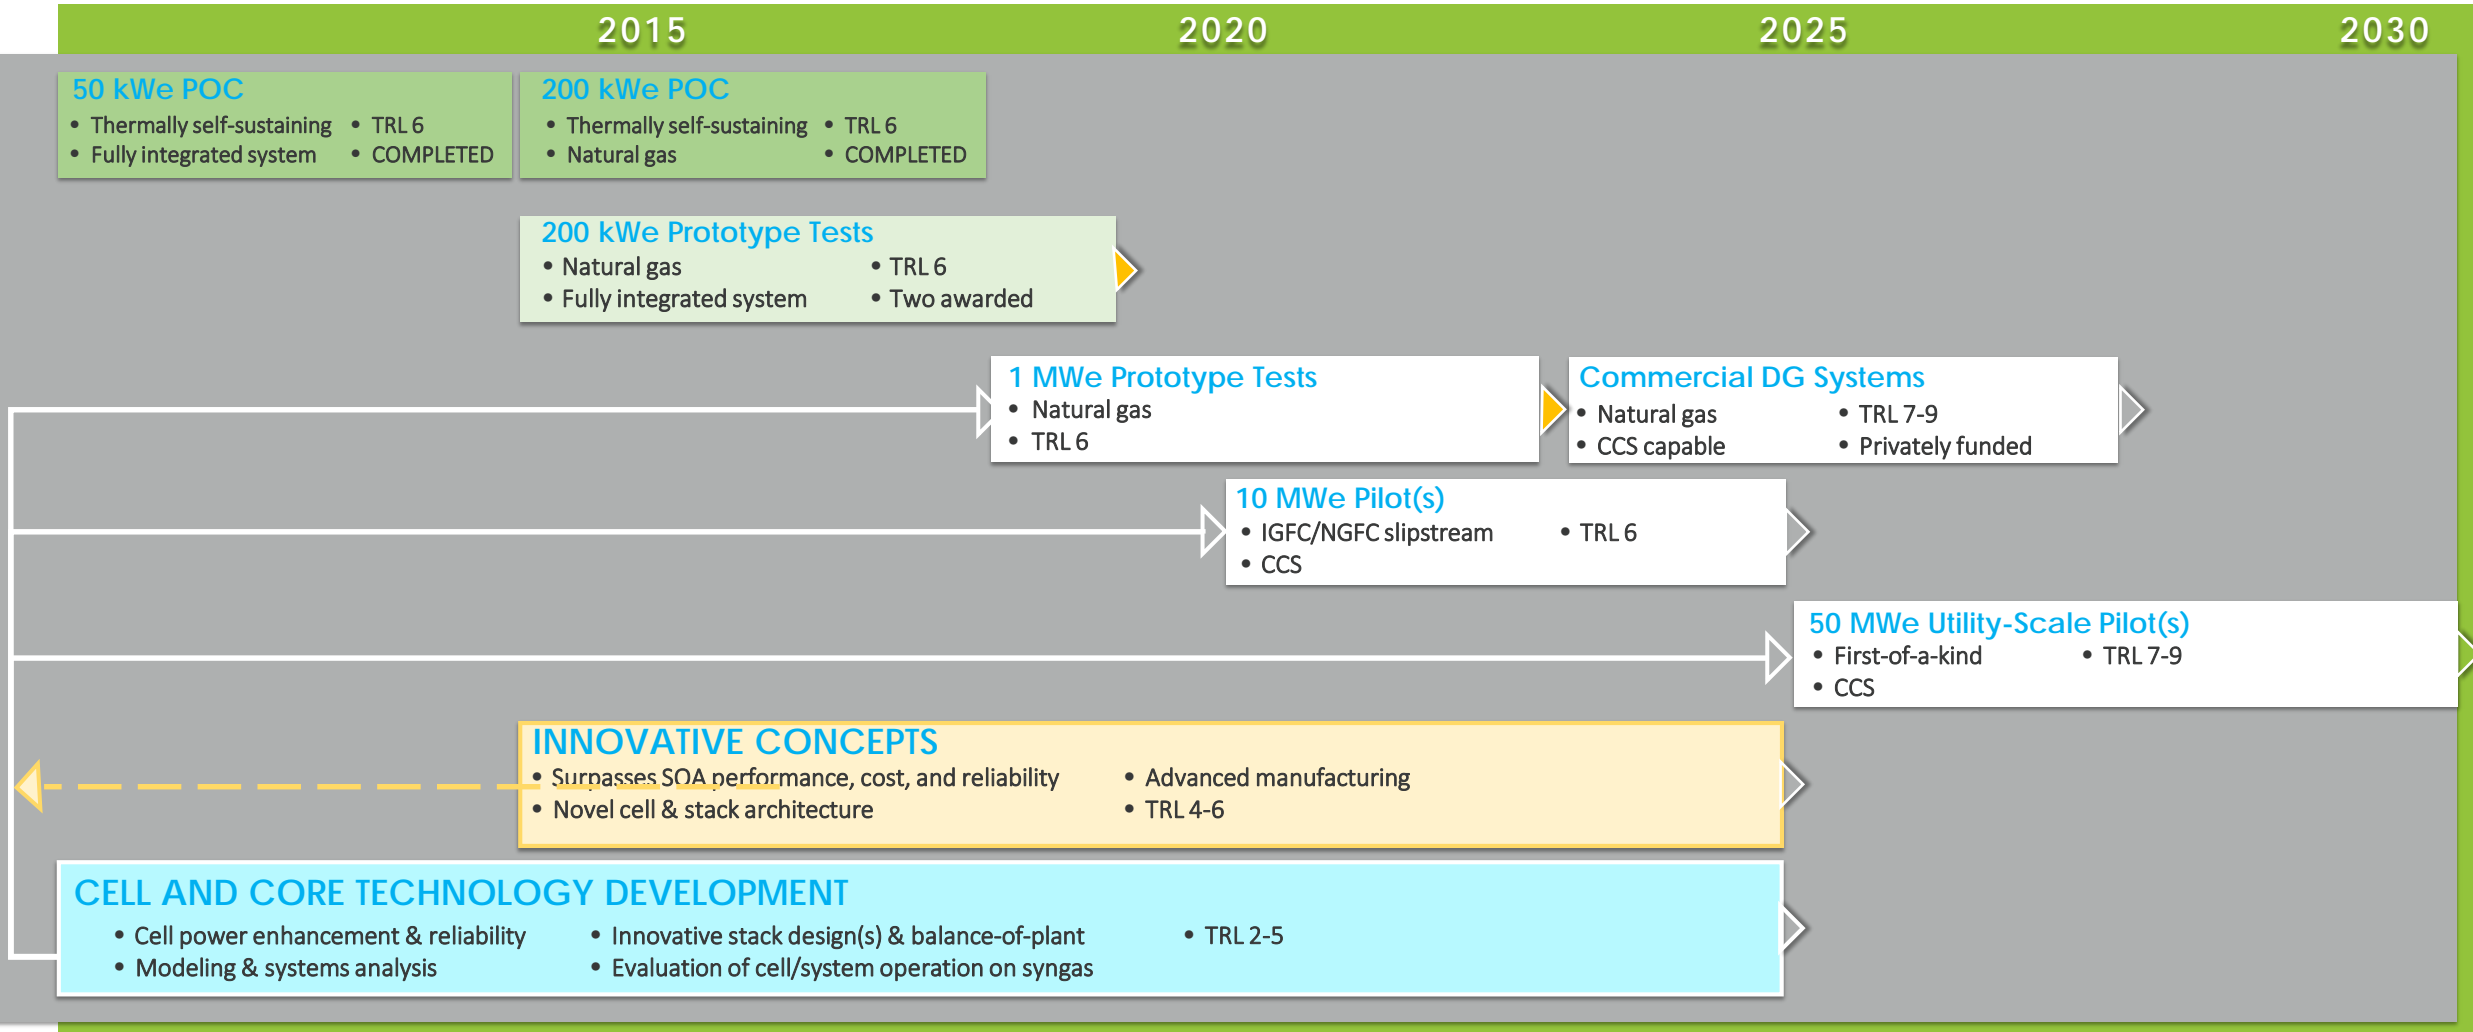 2015 2020 2025 2030
50 kWe POC
• Thermally self-sustaining • TRL 6
• Fully integrated system • COMPLETED
200 kWe POC
• Thermally self-sustaining • TRL 6
• Natural gas • COMPLETED
200 kWe Prototype Tests
• Natural gas • TRL 6
• Fully integrated system • Two awarded
1 MWe Prototype Tests
• Natural gas
• TRL 6
Commercial DG Systems
• Natural gas • TRL 7-9
• CCS capable • Privately funded
10 MWe Pilot(s)
• IGFC/NGFC slipstream • TRL 6
• CCS
50 MWe Utility-Scale Pilot(s)
• First-of-a-kind • TRL 7-9
• CCS
INNOVATIVE CONCEPTS
• Surpasses SOA performance, cost, and reliability • Advanced manufacturing
• Novel cell & stack architecture • TRL 4-6
CELL AND CORE TECHNOLOGY DEVELOPMENT
• Cell power enhancement & reliability • Innovative stack design(s) & balance-of-plant • TRL 2-5
• Modeling & systems analysis • Evaluation of cell/system operation on syngas